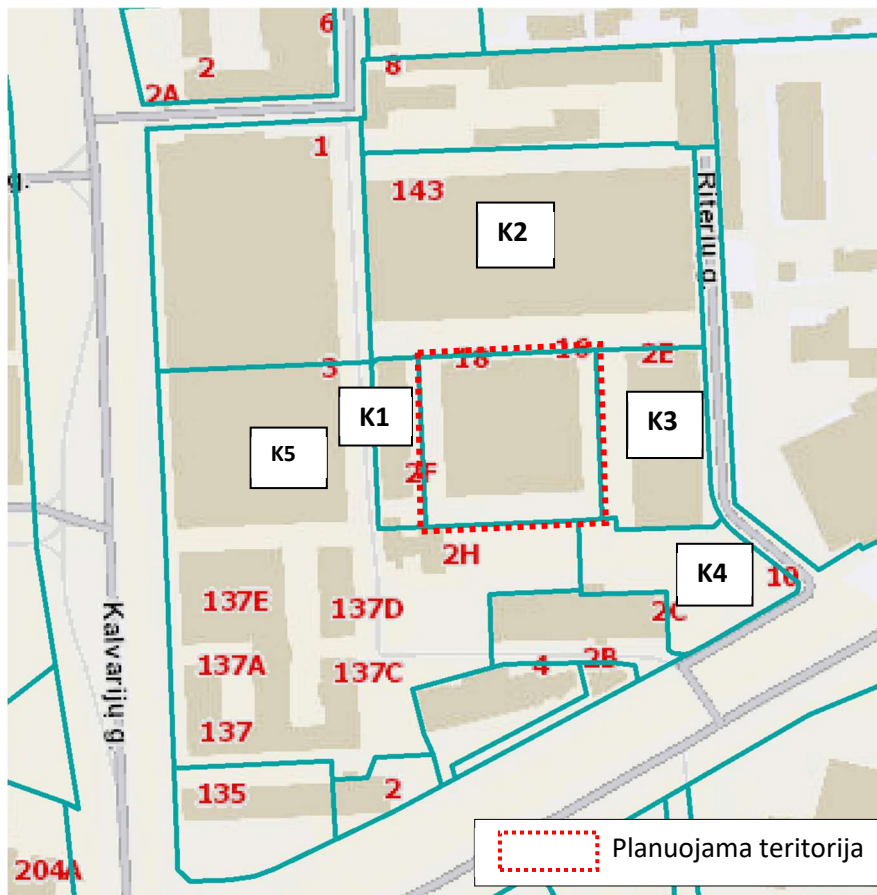 6
2
8
2A
1
g.
143
K2
Riterių g.
18
16
2E
3
K1
K3
K5
2F
2H
K4
10
137E
137D
2C
137A
137C
4
2B
Kalvarijų g.
137
135
2
Planuojama teritorija
204A